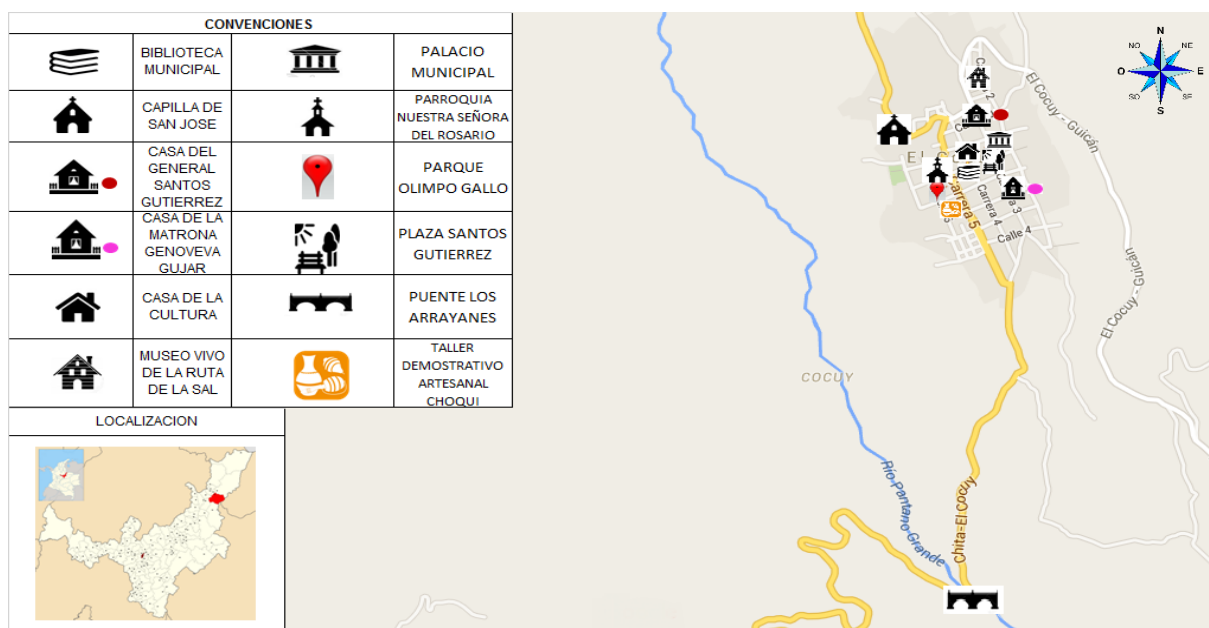 CONVENCIONES
BIBLIOTECA
MUNICIPAL
PALACIO
MUNICIPAL
CAPILLA DE
SAN JOSE
PARROQUIA
NUESTRA SEÑORA
DEL ROSARIO
CASA DEL
GENERAL
SANTOS
GUTIERREZ
PARQUE
OLIMPO GALLO
CASA DE LA
MATRONA
GENOVEVA
GUJAR
PLAZA SANTOS
GUTIERREZ
CASA DE LA
CULTURA
PUENTE LOS
ARRAYANES
MUSEO VIVO
DE LA RUTA
DE LA SAL
TALLER
DEMOSTRATIVO
ARTESANAL
CHOQUI
LOCALIZACION
N
NO
NE
O
E
SO
SE
S
El Cocuy - Guicán
Carrera 5
Carrera 4
Calle 4
El Cocuy - Guicán
COCUY
Río Pantano Grande
Chita-El Cocuy